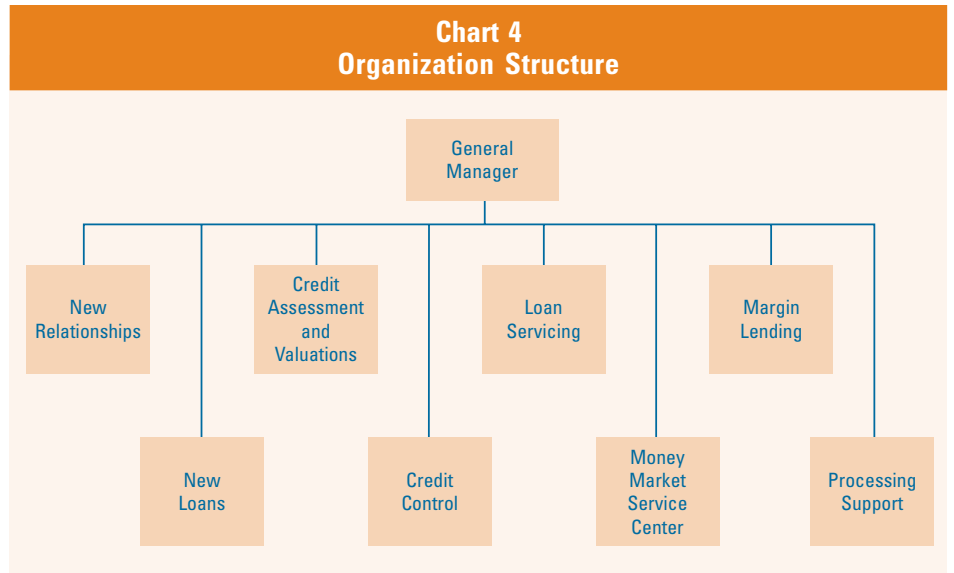 Chart 4
Organization Structure
General
Manager
New
Relationships
Credit
Assessment
and
Valuations
Loan
Servicing
Margin
Lending
New
Loans
Credit
Control
Money
Market
Service
Center
Processing
Support